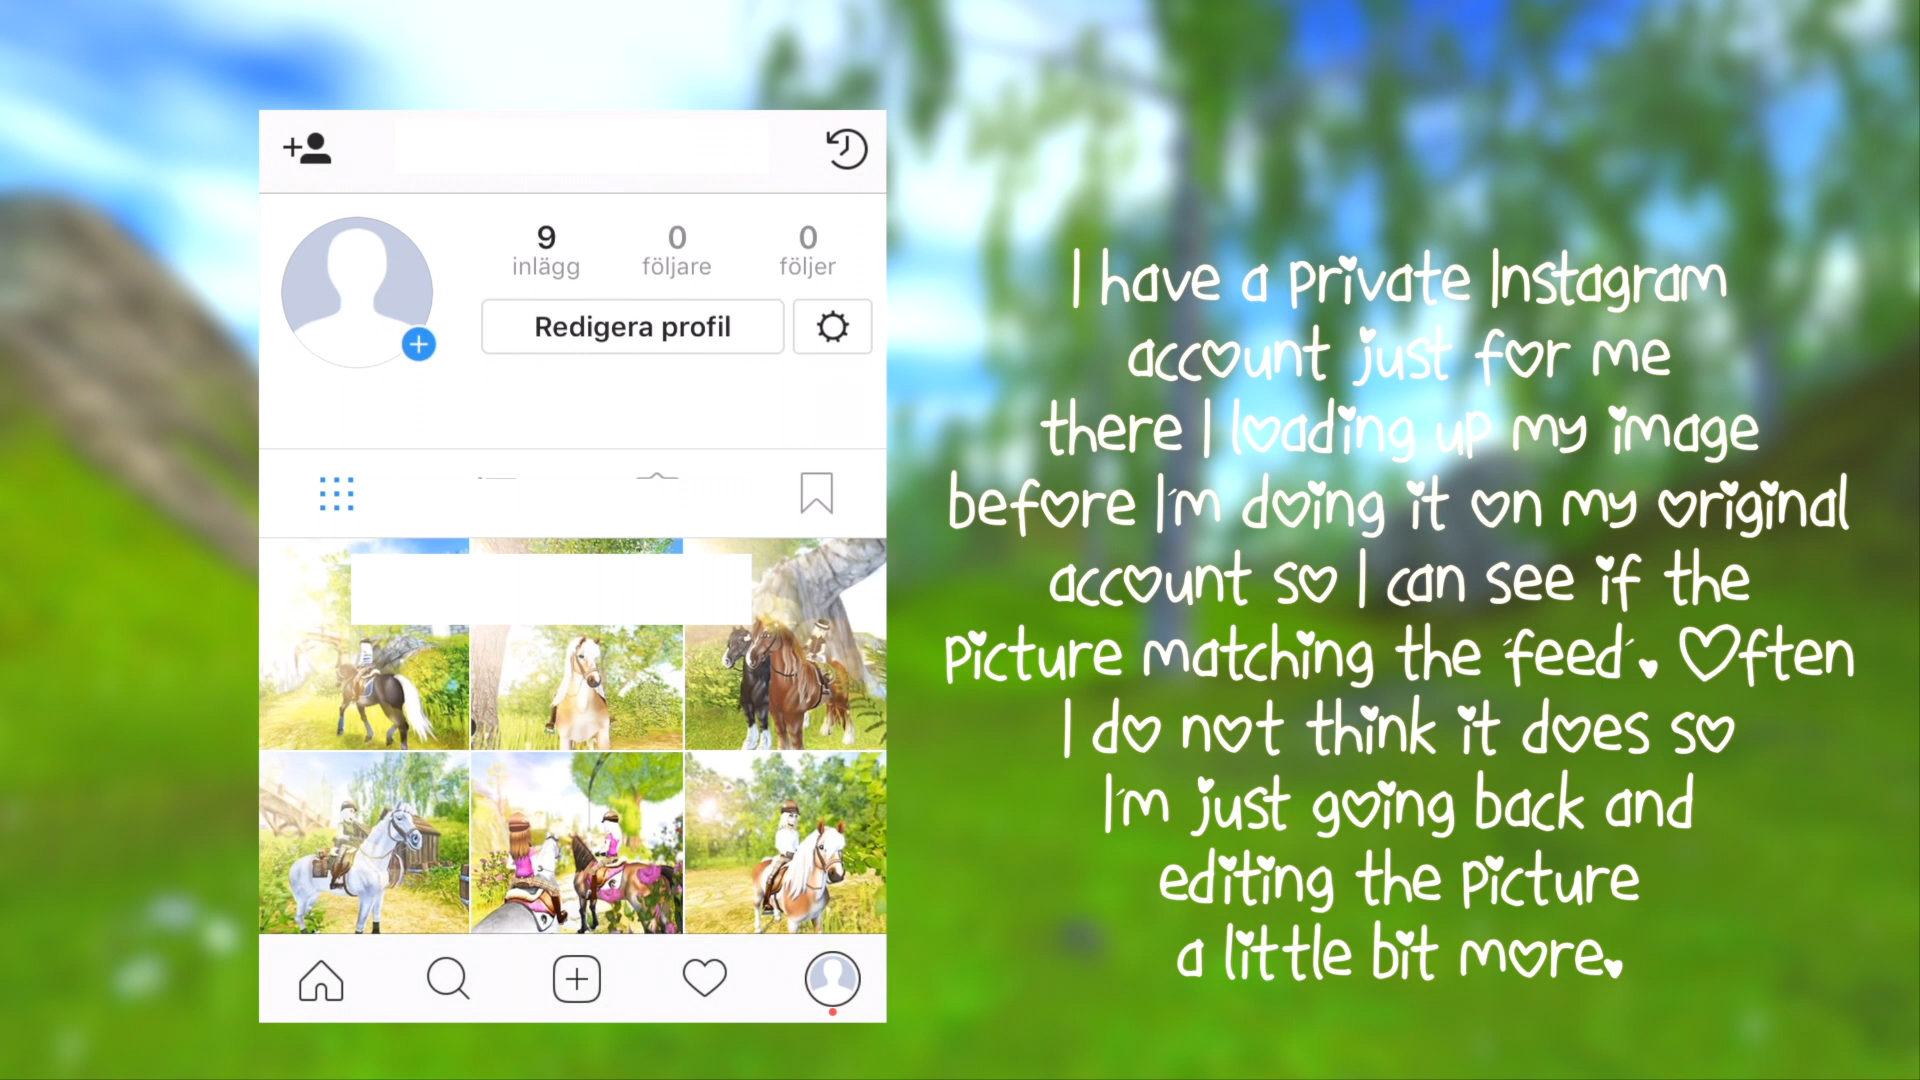 9
0
0
inlägg
följare
följer
Redigera profil
I have a private Instagram
account just for me
there I loading up my image
before I´m doing it on my original
account so I can see if the
picture matching the ´feed´. Often
I do not think it does so
I´m just going back and
editing the picture
a little bit more.